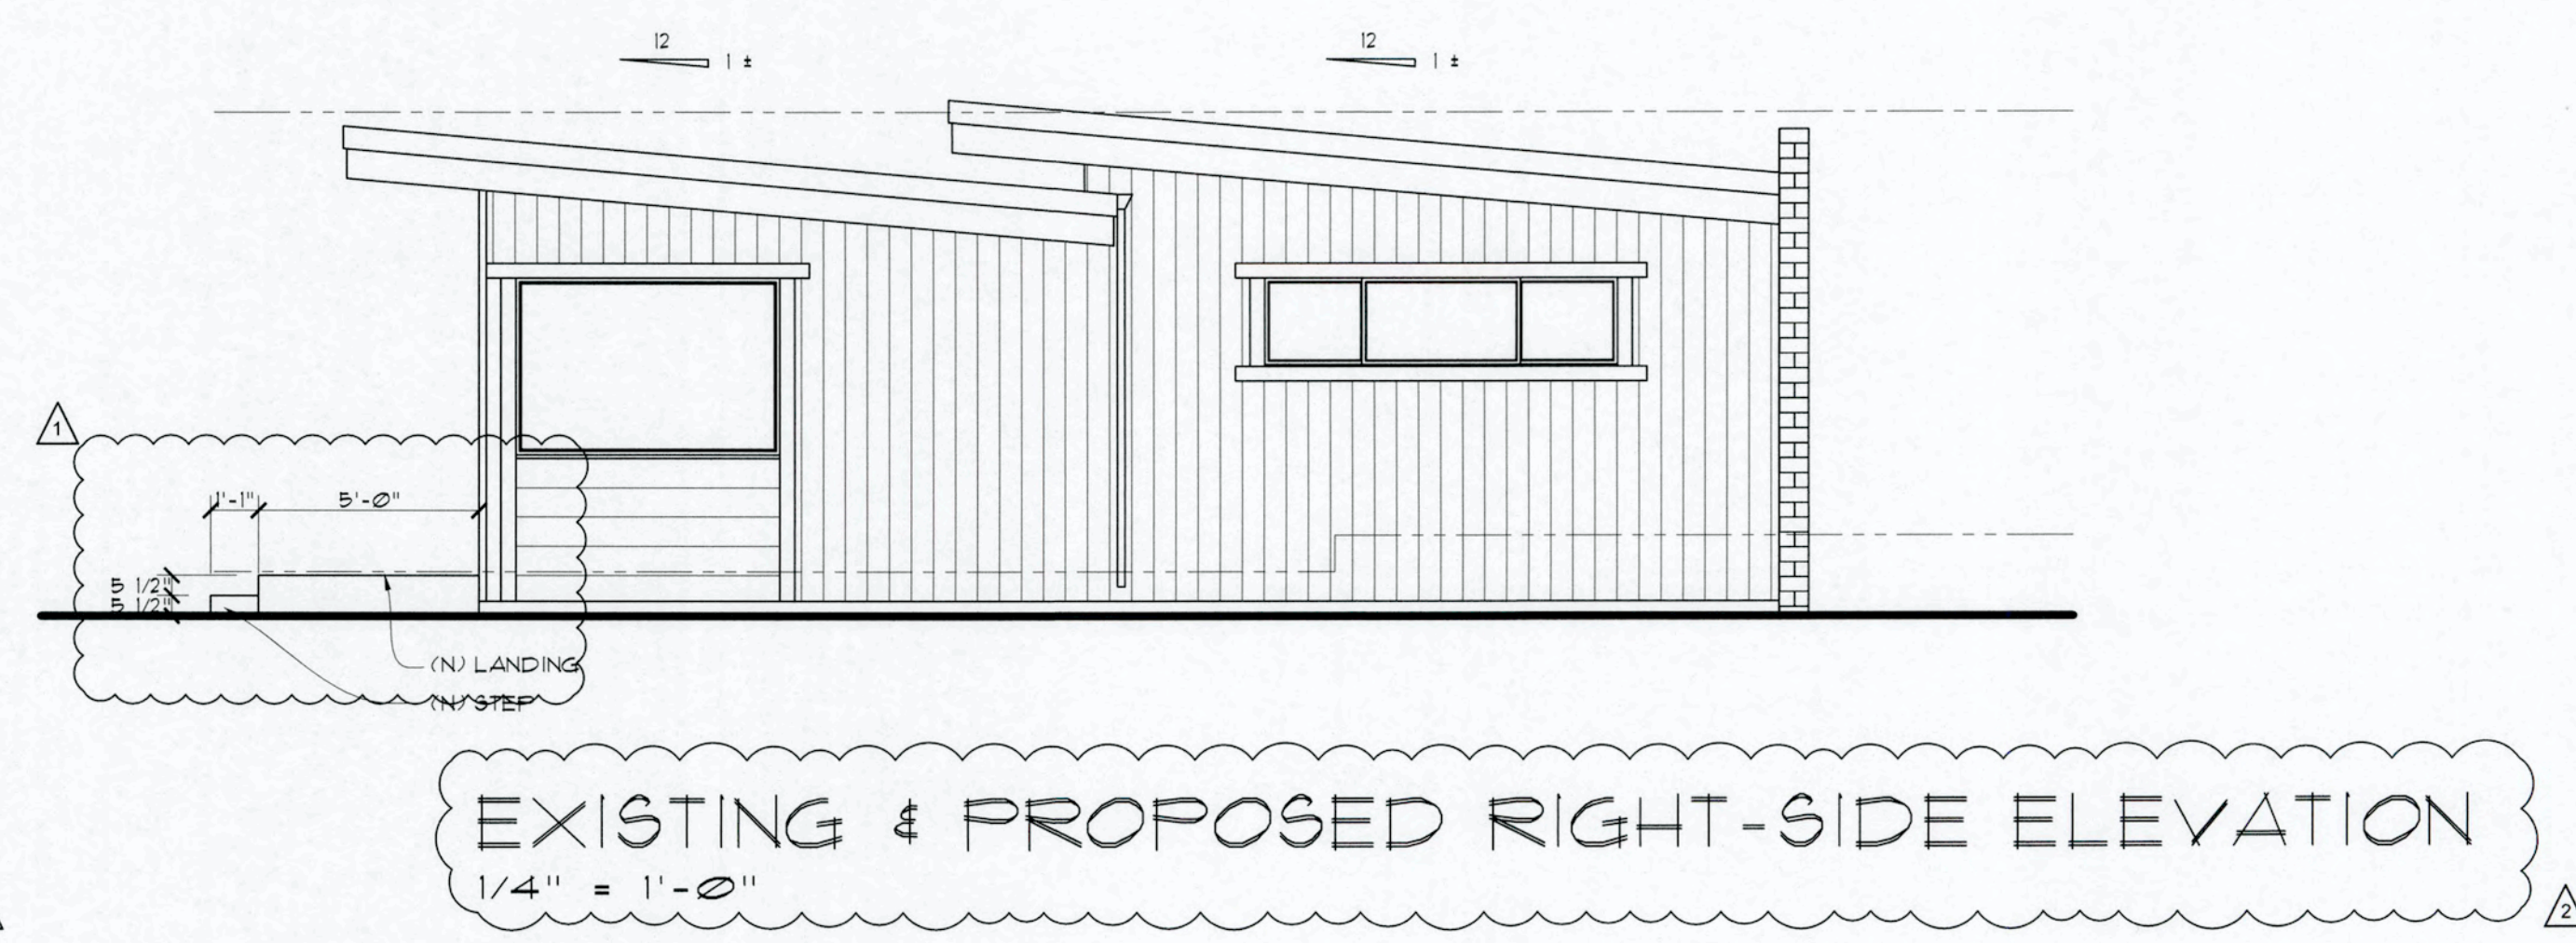 12
1 ±
12
1 ±
1
1'-1"
5'-0"
5 1/2"
5 1/2"
(N) LANDING
(N) STEP
EXISTING & PROPOSED RIGHT-SIDE ELEVATION
1/4" = 1'-0"
2